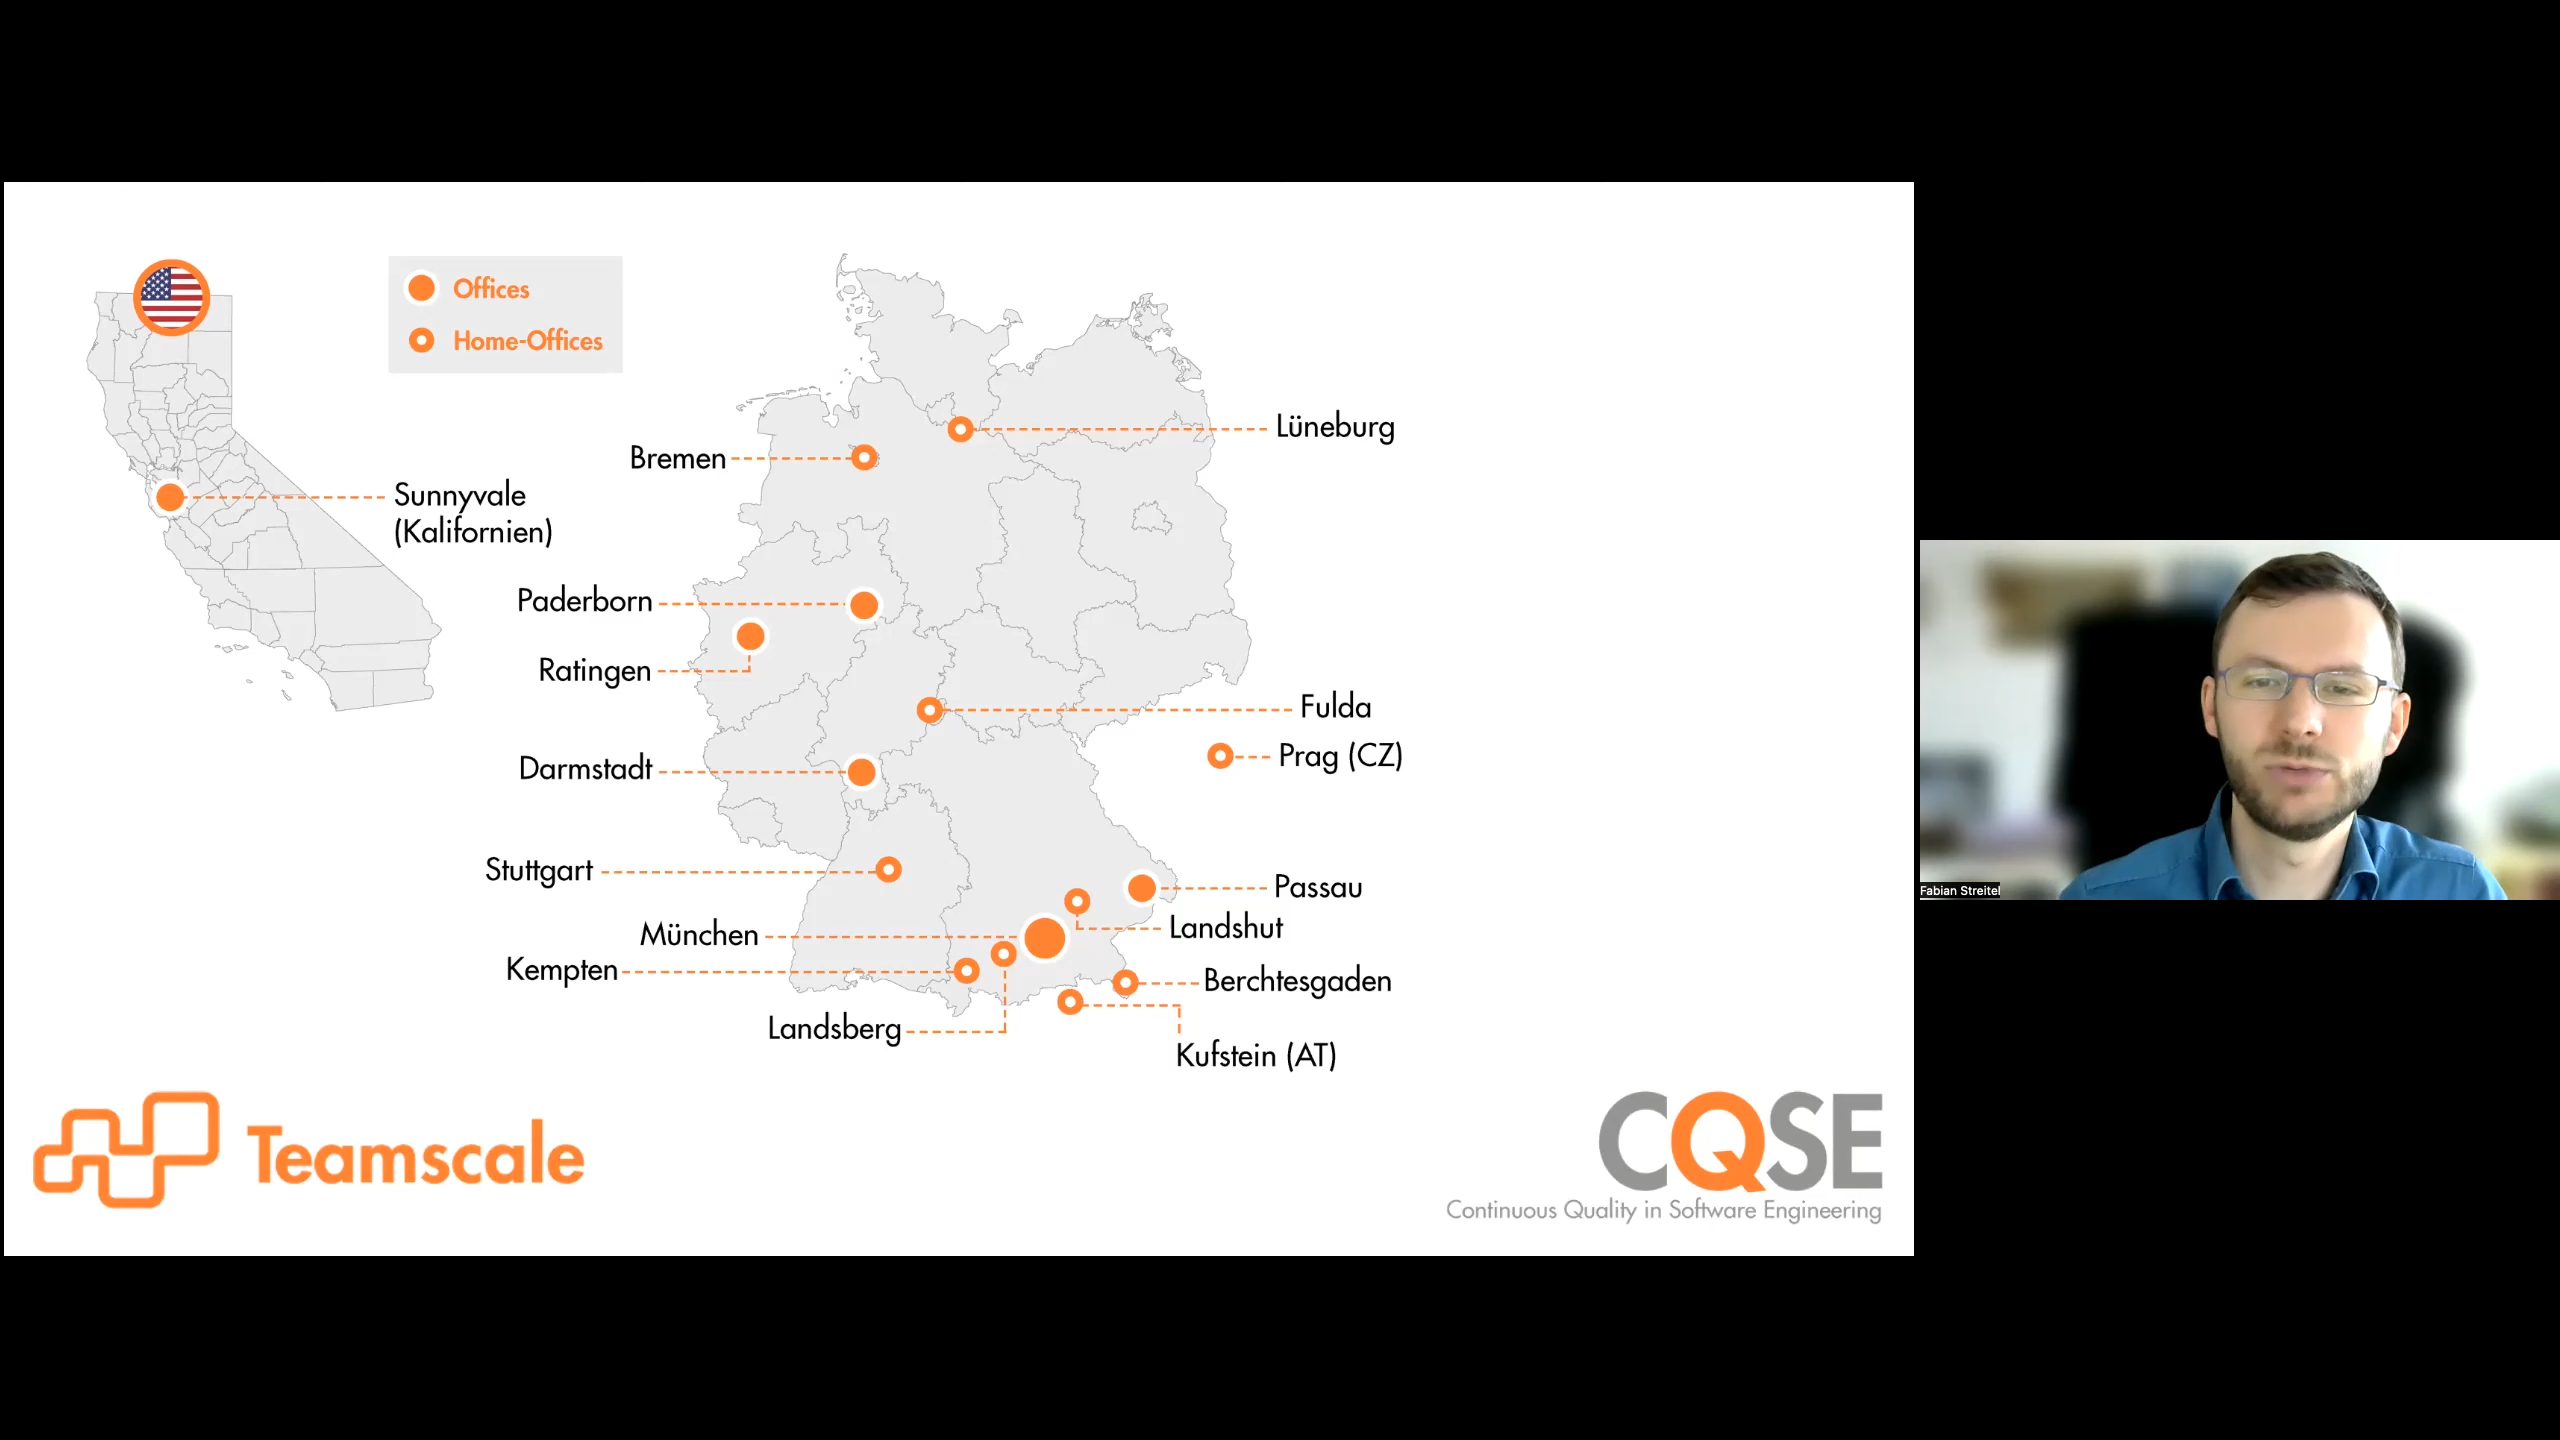 Offices
Home-Offices
Lüneburg
Bremen
Sunnyvale
(Kalifornien)
Paderborn
Ratingen
Fulda
Prag (CZ)
Darmstadt
Stuttgart
Passau
Landshut
München
Kempten
Berchtesgaden
Landsberg
Kufstein (AT)
Teamscale
CQSE
Continuous Quality in Software Engineering
Fabian Streitel